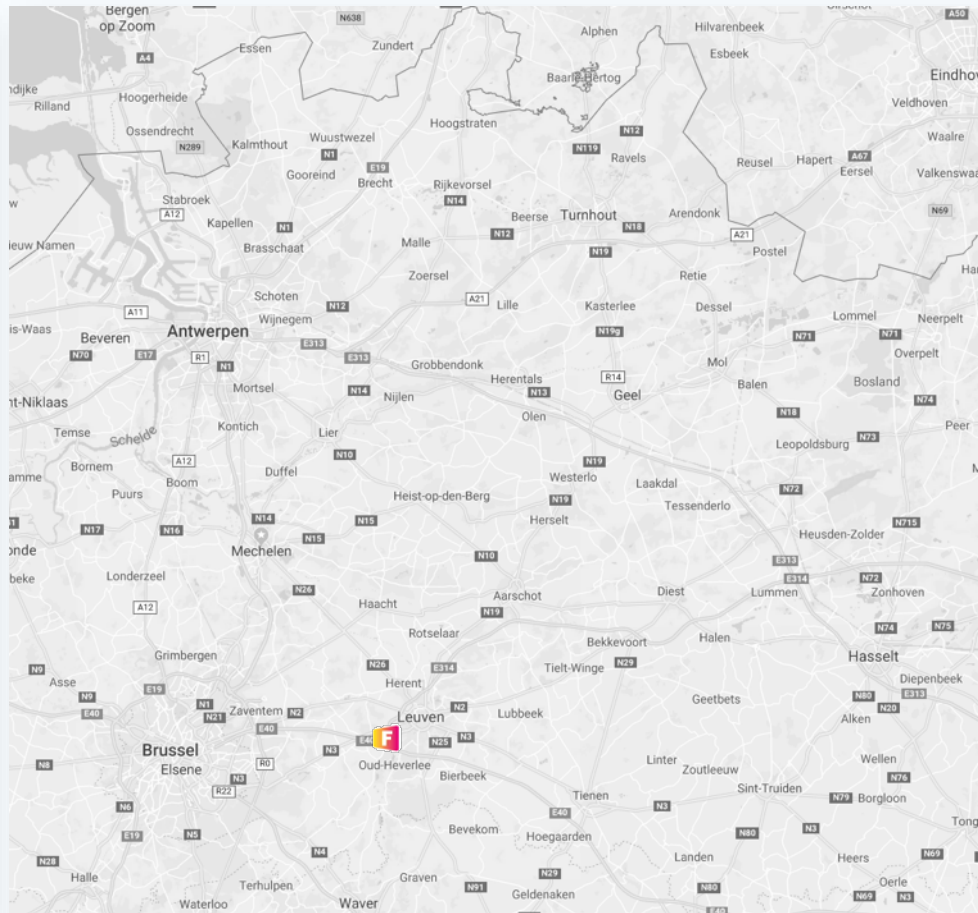 Bergen
op Zoom
N638
Zundert
Alphen
Hilvarenbeek
A50
Essen
Esbeek
A4
Baarle-Hertog
Eindhov
ndijke
Rilland
Hoogerheide
Hoogstraten
Veldhoven
Ossendrecht
Wuustwezel
N12
Waalre
N289
Kalmthout
N1
N119
Ravels
Reusel
Hapert
A67
Gooreind
E19
Brecht
Eersel
Valkenswaa
Rijkevorsel
Stabroek
N14
w
A12
Kapellen
N1
Beerse
Turnhout
Arendonk
N69
N12
N18
A21
ieuw Namen
Brasschaat
Malle
N19
Postel
Zoersel
Retie
Har
Schoten
A21
Lille
Kasterlee
Dessel
A11
Wijnegem
N12
Lommel
Neerpelt
is-Waas
Antwerpen
N19g
N71
N71
Beveren
E313
N70
E17
R1
E313
Overpelt
N1
Grobbendonk
Mol
Mortsel
Herentals
R14
Balen
Bosland
N14
Nijlen
N13
Geel
nt-Niklaas
N74
Olen
N18
Temse
Schelde
Kontich
Lier
Peer
N73
Leopoldsburg
N10
A12
N19
amme
Bornem
Duffel
Westerlo
Laakdal
Boom
N72
Puurs
Heist-op-den-Berg
N19
Tessenderlo
N14
N15
Herselt
N715
N17
N16
N15
Heusden-Zolder
onde
Mechelen
N10
E313
beke
Londerzeel
E314
N72
N26
Aarschot
Diest
Lummen
Zonhoven
A12
Haacht
N19
Rotselaar
N74
N75
Bekkevoort
Halen
Grimbergen
Hasselt
N9
N26
E314
Tielt-Winge
N29
Asse
E19
Herent
Diepenbeek
N9
N1
Zaventem
N2
N2
Geetbets
N80
E313
E40
N21
Leuven
Lubbeek
N20
Alken
E40
E40
F
N25
N3
Brussel
N3
N8
Elsene
R0
Oud-Heverlee
Linter
Wellen
N3
Bierbeek
Zoutleeuw
N76
R22
Sint-Truiden
N6
Tienen
N3
N79
Borgloon
E40
E19
N5
Bevekom
Hoegaarden
N80
N3
Tong
N4
N28
Landen
Heers
N69
Halle
Graven
N29
Terhulpen
N91
Geldenaken
N80
Oerle
N69
N3
Waterloo
Waver
E40